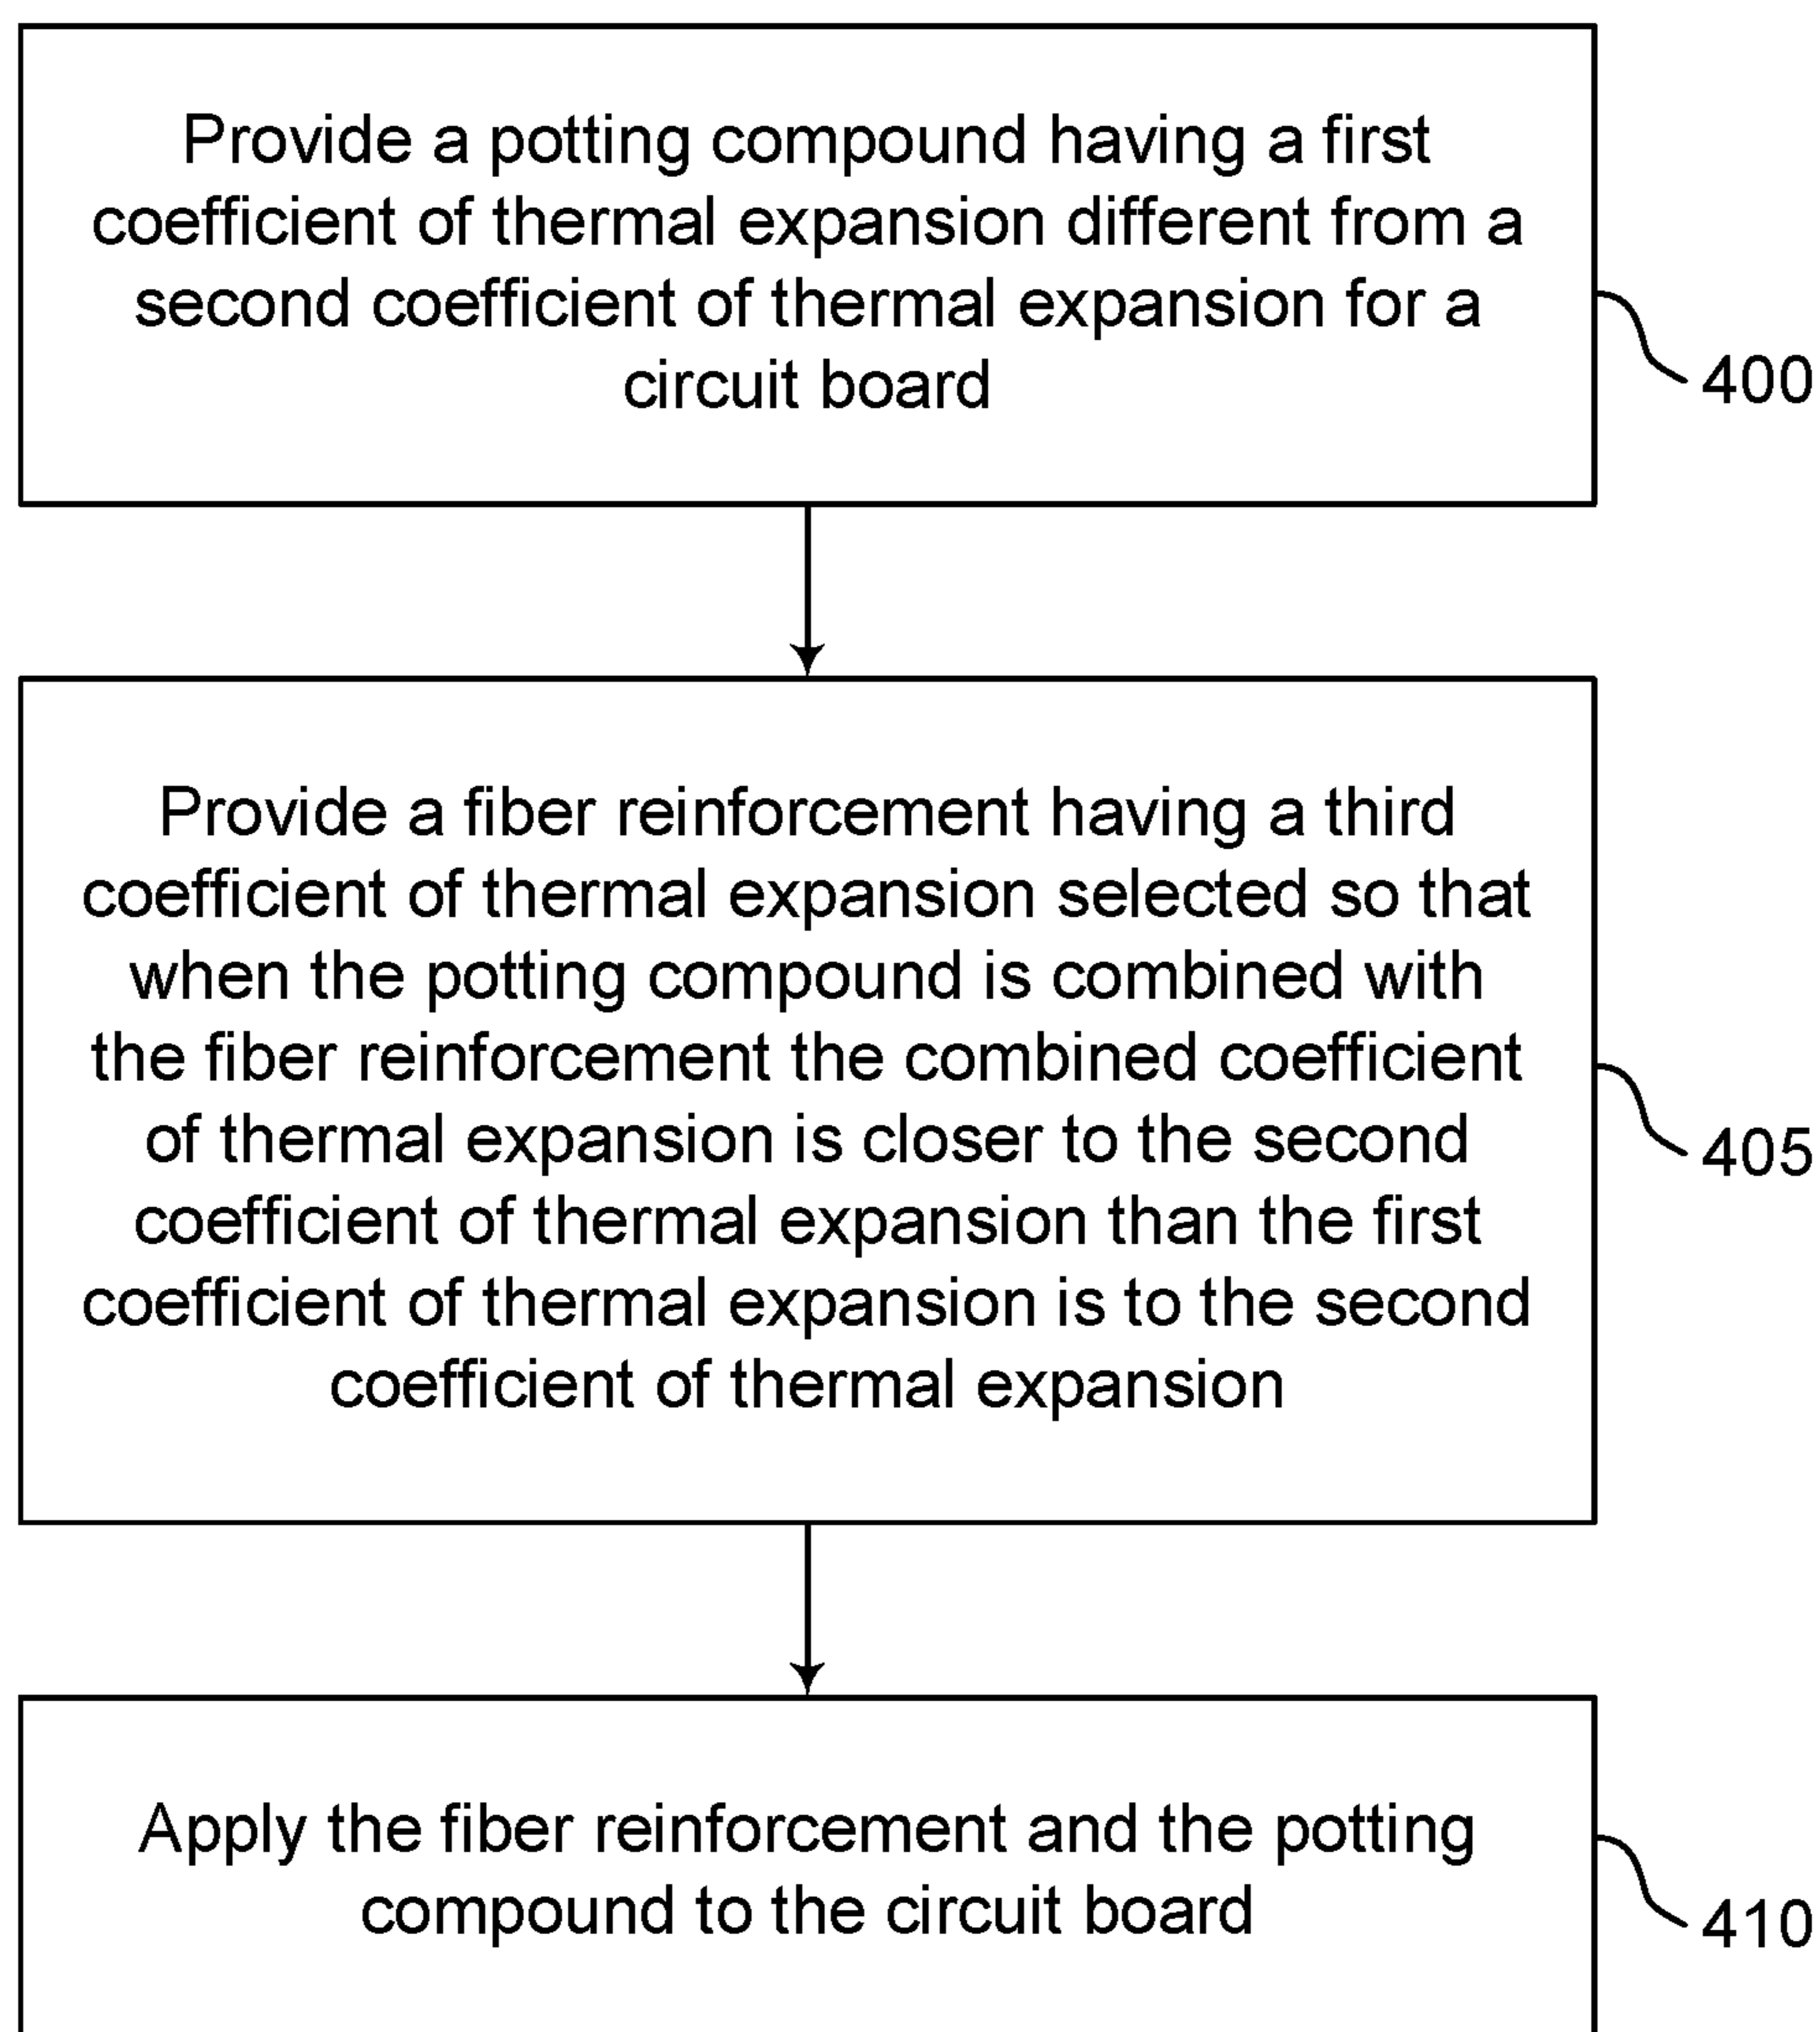 Provide a potting compound having a first
coefficient of thermal expansion different from a
second coefficient of thermal expansion for a
circuit board
400
Provide a fiber reinforcement having a third
coefficient of thermal expansion selected so that
when the potting compound is combined with
the fiber reinforcement the combined coefficient
of thermal expansion is closer to the second
coefficient of thermal expansion than the first
coefficient of thermal expansion is to the second
coefficient of thermal expansion
405
Apply the fiber reinforcement and the potting
compound to the circuit board
410